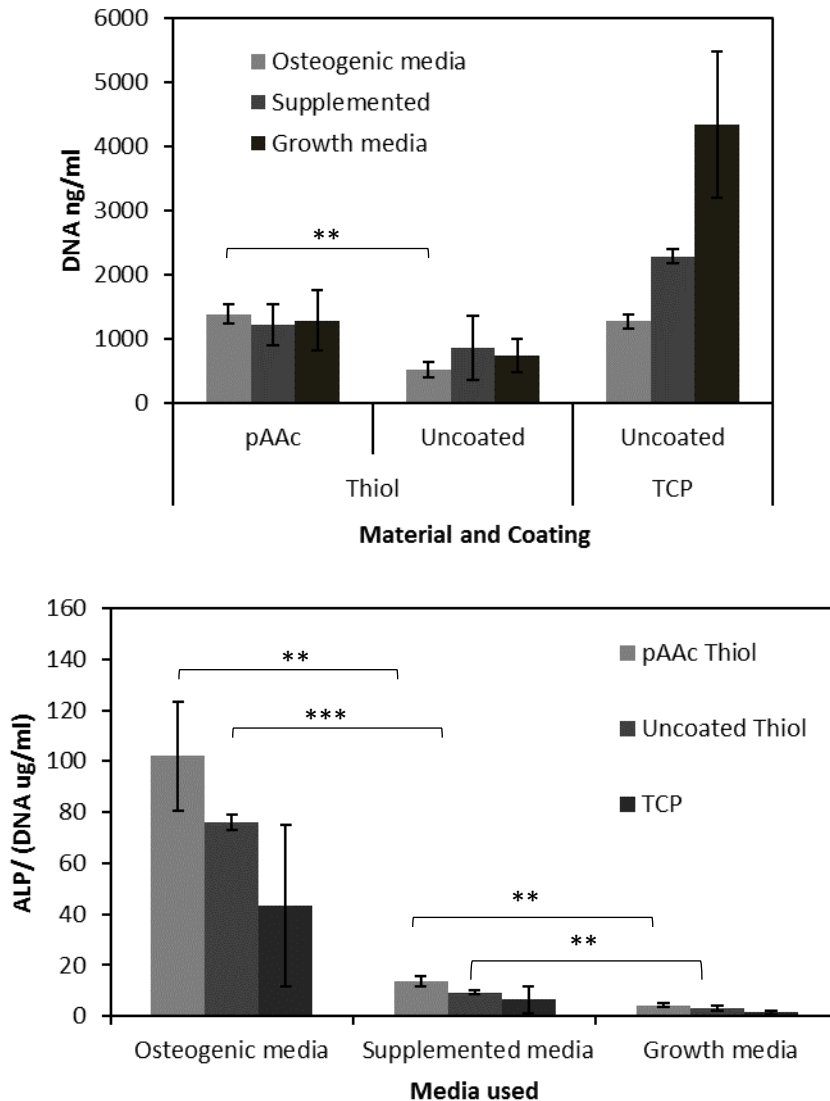 6000
5000
4000
3000
2000
1000
0
DNA ng/ml
Osteogenic media
Supplemented
Growth media
**
pAAc
Uncoated
Uncoated
Thiol
TCP
Material and Coating
160
140
120
100
80
60
40
20
0
ALP/ (DNA ug/ml)
pAAc Thiol
Uncoated Thiol
TCP
**
***
**
**
Osteogenic media
Supplemented media
Growth media
Media used